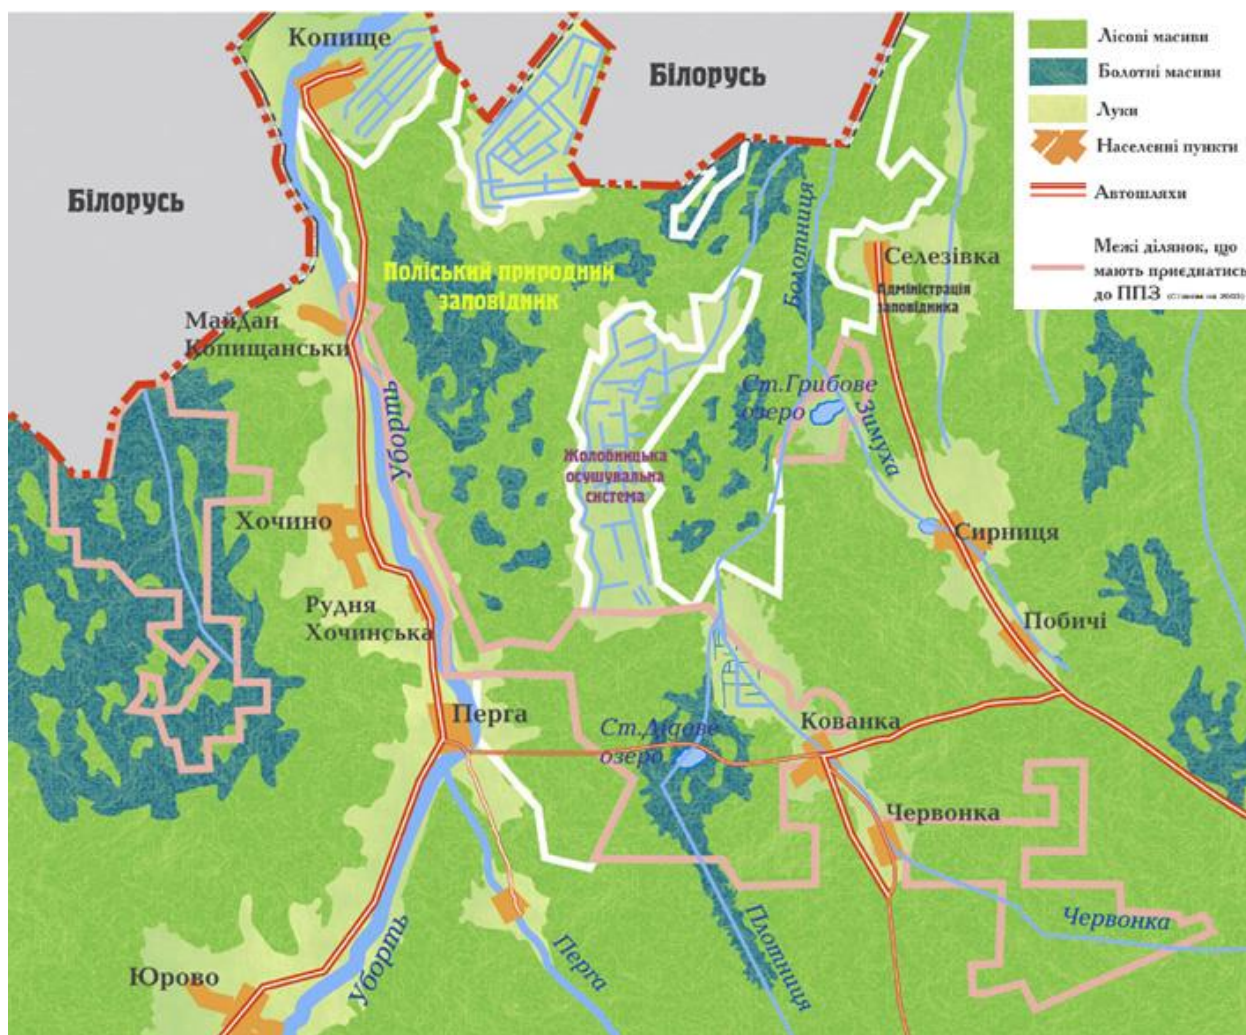 Копище
Білорусь
Лісові масиви
Болотні масиви
Луки
Населенні пункти
Автошляхи
Межі ділянок, що
мають приєднатись
до ППЗ
Білорусь
Болотниця
Селезівка
Адміністрація
заповідника
Поліський природний
заповідник
Майдан
Копищанськи
Уборть
Ст.Грибове
озеро
Зимуха
Жолобницька
осушувальна
система
Хочино
Сирниця
Рудня
Хочинська
Побичі
Перга
Ст.Дідове
озеро
Кованка
Червонка
Червонка
Плотниця
Перга
Уборть
Юрово